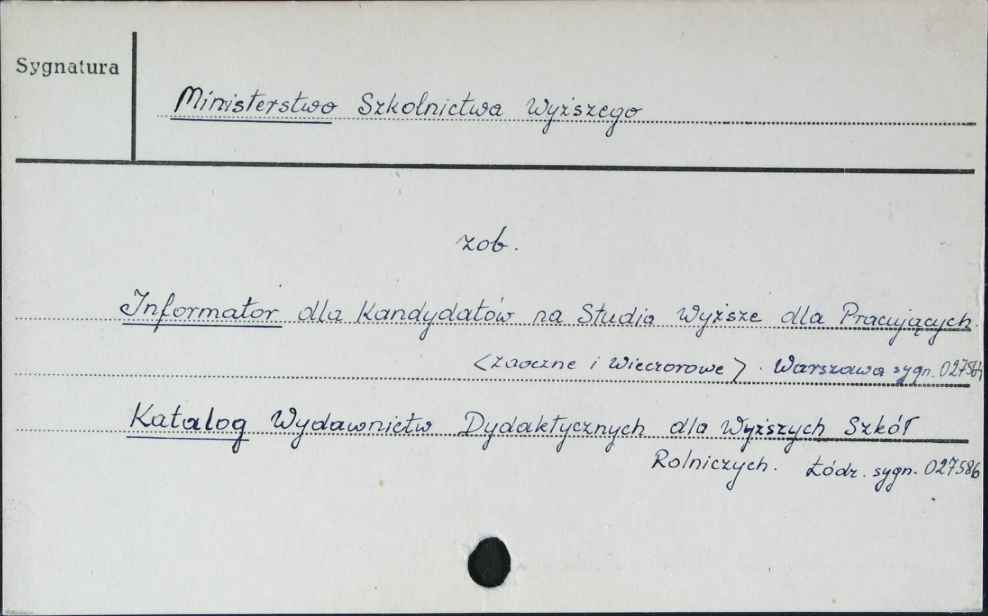 Sygnatura
Ministerstwo Szkolnictwa Wyższego
zob.
Informator dla Kandydatów na Studia Wyższe dla Pracujących.
<Zaoczne i Wieczorowe>. Warszawa sygn. 027564
Katalog Wydawnictw Dydaktycznych dla Wyższych Szkół
Rolniczych. Łódz. sygn. 027586